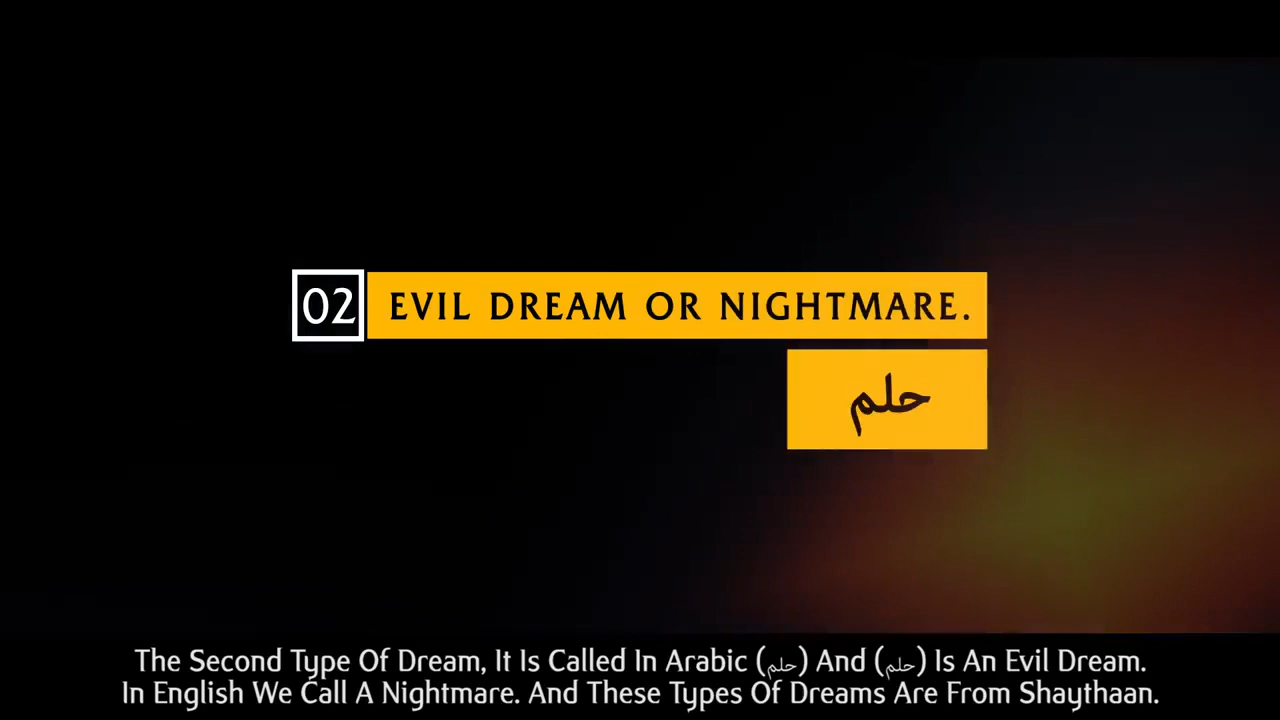 02 EVIL DREAM OR NIGHTMARE.
حلم
The Second Type Of Dream, It Is Called In Arabic (حلم) And (حلم) Is An Evil Dream.
In English We Call A Nightmare. And These Types Of Dreams Are From Shaythaan.